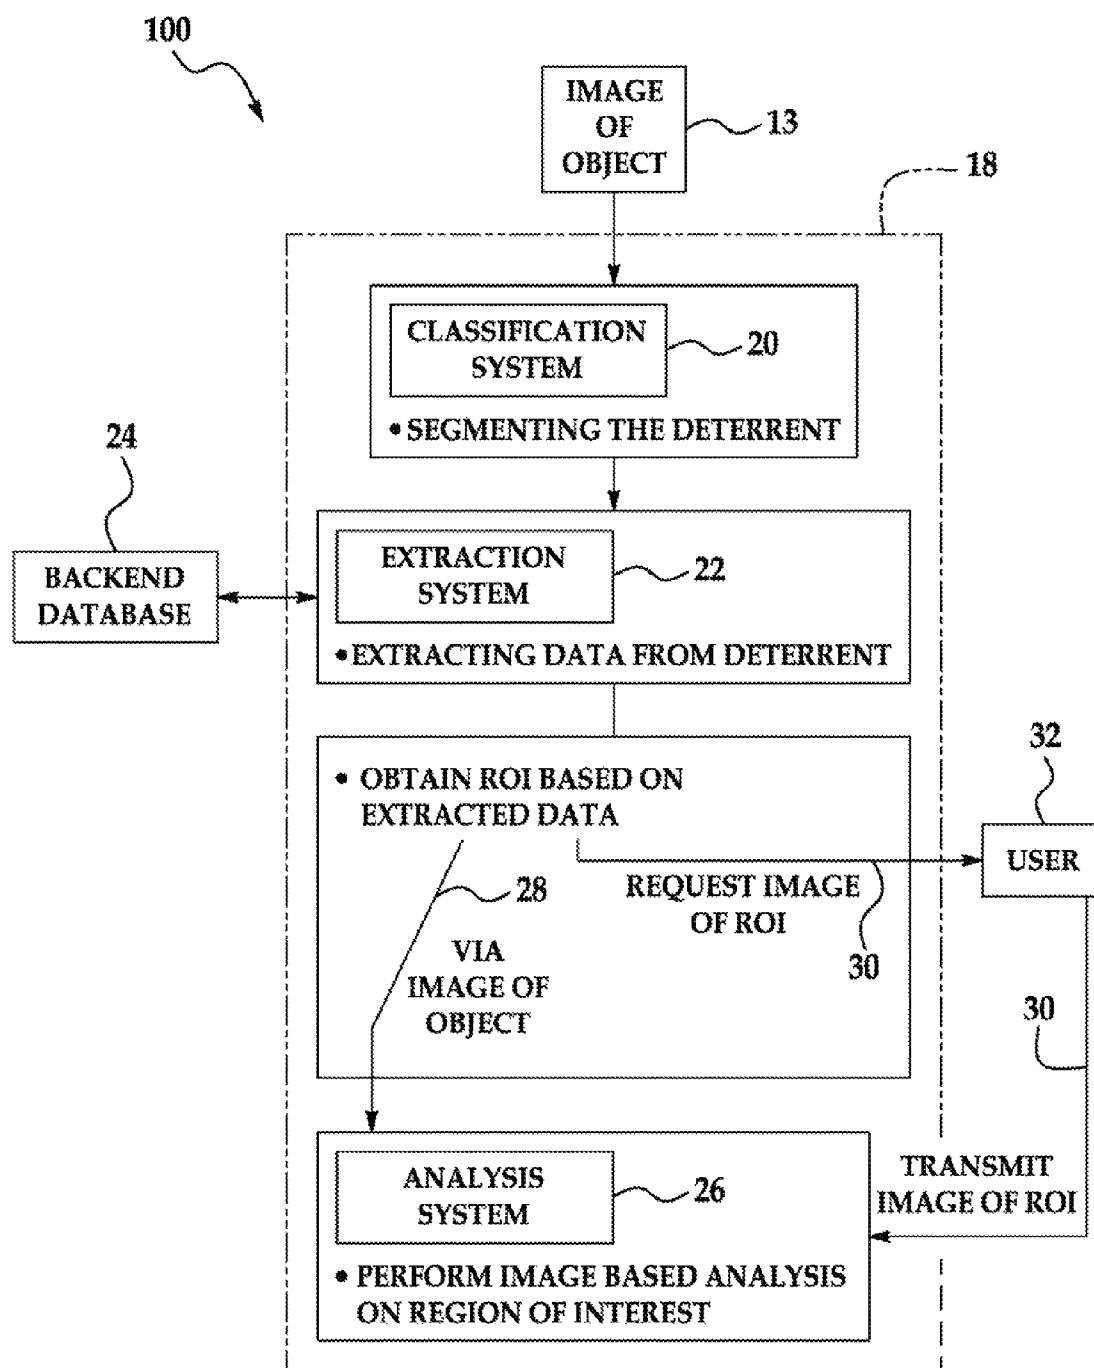 100
IMAGE
OF
OBJECT
13
18
CLASSIFICATION
SYSTEM
20
• SEGMENTING THE DETERRENT
24
BACKEND
DATABASE
EXTRACTION
SYSTEM
22
• EXTRACTING DATA FROM DETERRENT
• OBTAIN ROI BASED ON
EXTRACTED DATA
32
USER
28
REQUEST IMAGE
OF ROI
30
VIA
IMAGE OF
OBJECT
30
ANALYSIS
SYSTEM
26
TRANSMIT
IMAGE OF ROI
• PERFORM IMAGE BASED ANALYSIS
ON REGION OF INTEREST